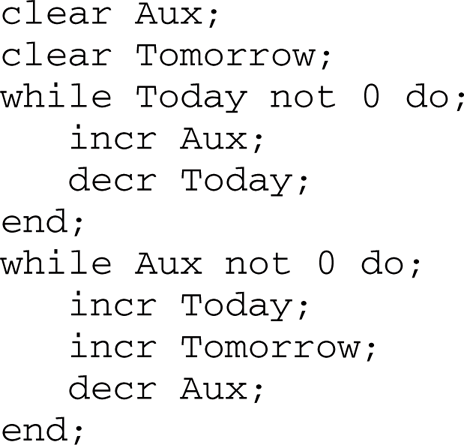 clear Aux;
clear Tomorrow;
while Today not 0 do;
   incr Aux;
   decr Today;
end;
while Aux not 0 do;
   incr Today;
   incr Tomorrow;
   decr Aux;
end;